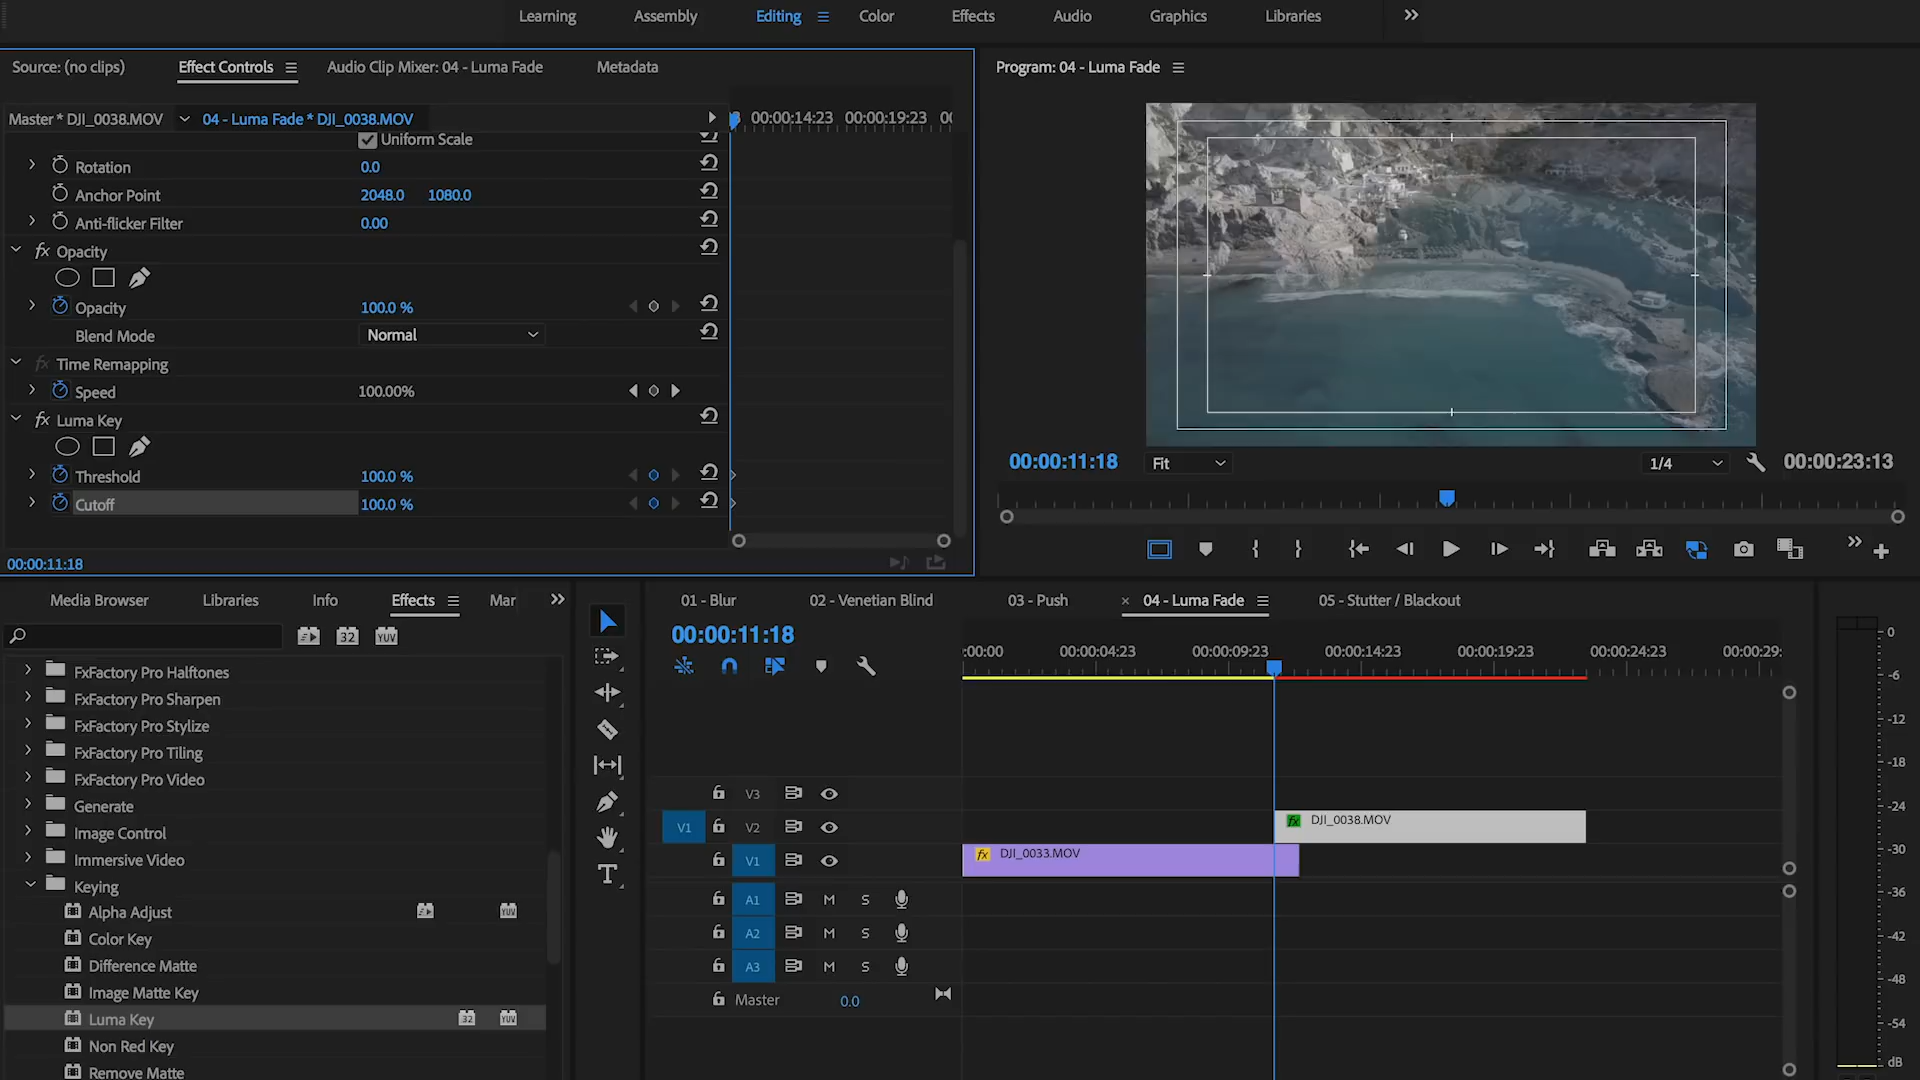 Learning Assembly Editing Color Effects Audio Graphics Libraries
Source: (no clips) Effect Controls Audio Clip Mixer: 04 - Luma Fade Metadata
Program: 04 - Luma Fade
Master * DJI_0038.MOV 04 - Luma Fade * DJI_0038.MOV
00:00:14:23 00:00:19:23
Uniform Scale
Rotation 0.0
Anchor Point 2048.0 1080.0
Anti-flicker Filter 0.00
fx Opacity
Opacity 100.0 %
Blend Mode Normal
fx Time Remapping
Speed 100.00%
fx Luma Key
Threshold 100.0 %
Cutoff 100.0 %
00:00:11:18
00:00:11:18 Fit 1/4 00:00:23:13
Media Browser Libraries Info Effects Mar
32 YUV
FxFactory Pro Halftones
FxFactory Pro Sharpen
FxFactory Pro Stylize
FxFactory Pro Tiling
FxFactory Pro Video
Generate
Image Control
Immersive Video
Keying
Alpha Adjust YUV
Color Key
Difference Matte
Image Matte Key
Luma Key 32 YUV
Non Red Key
Remove Matte
T
01 - Blur 02 - Venetian Blind 03 - Push × 04 - Luma Fade 05 - Stutter / Blackout
00:00:11:18
:00:00 00:00:04:23 00:00:09:23 00:00:14:23 00:00:19:23 00:00:24:23 00:00:29:
V3
V1 V2 fx DJI_0038.MOV
V1 fx DJI_0033.MOV
A1 M S
A2 M S
A3 M S
Master 0.0
0
-6
-12
-18
-24
-30
-36
-42
-48
-54
dB